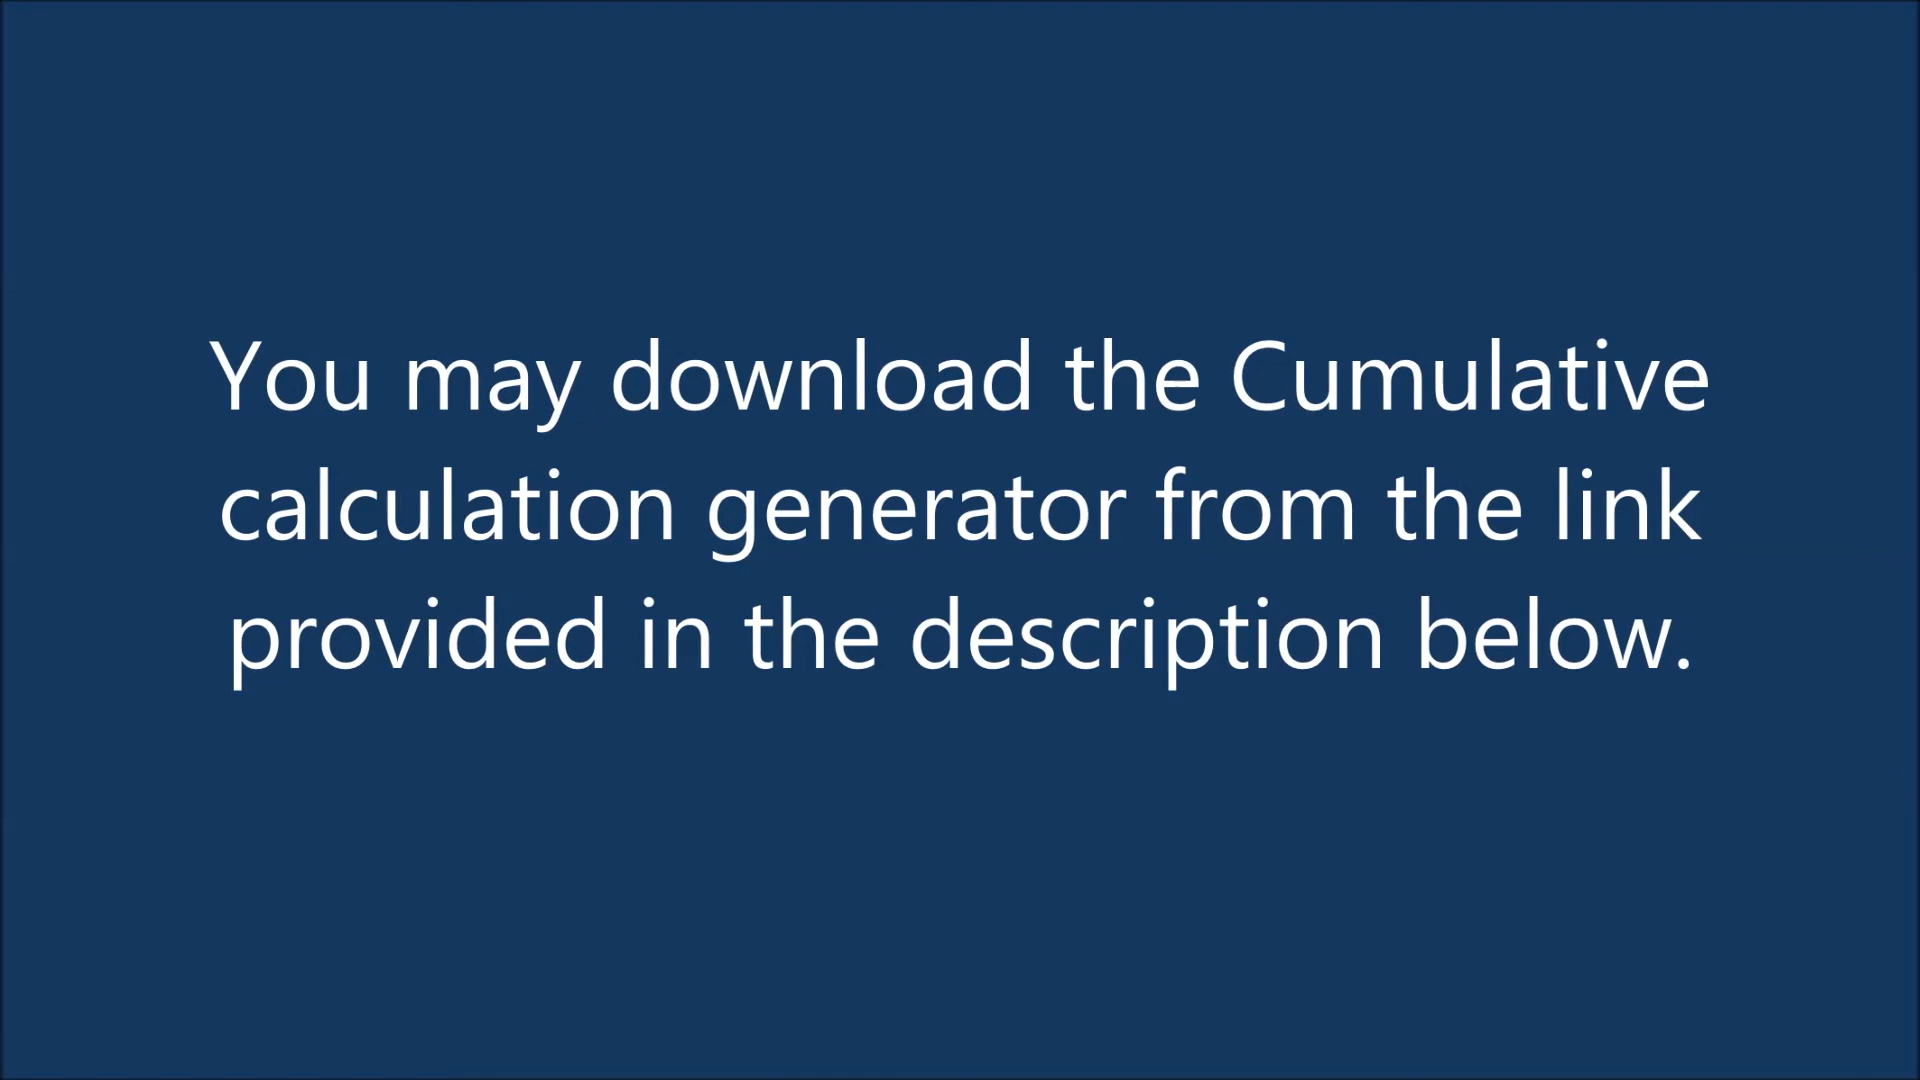 You may download the Cumulative
calculation generator from the link
provided in the description below.